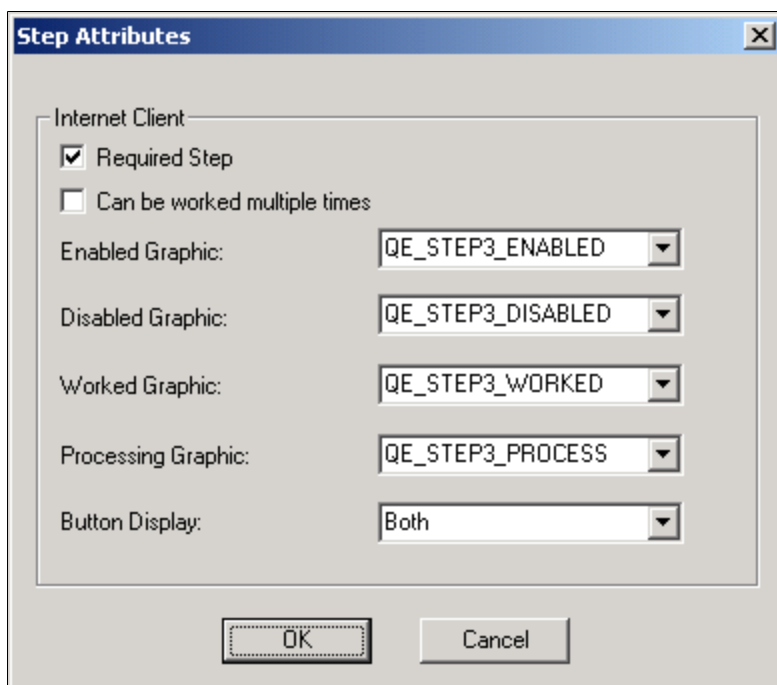 Step Attributes
Internet Client
Required Step
Can be worked multiple times
Enabled Graphic: QE_STEP3_ENABLED
Disabled Graphic: QE_STEP3_DISABLED
Worked Graphic: QE_STEP3_WORKED
Processing Graphic: QE_STEP3_PROCESS
Button Display: Both
OK Cancel